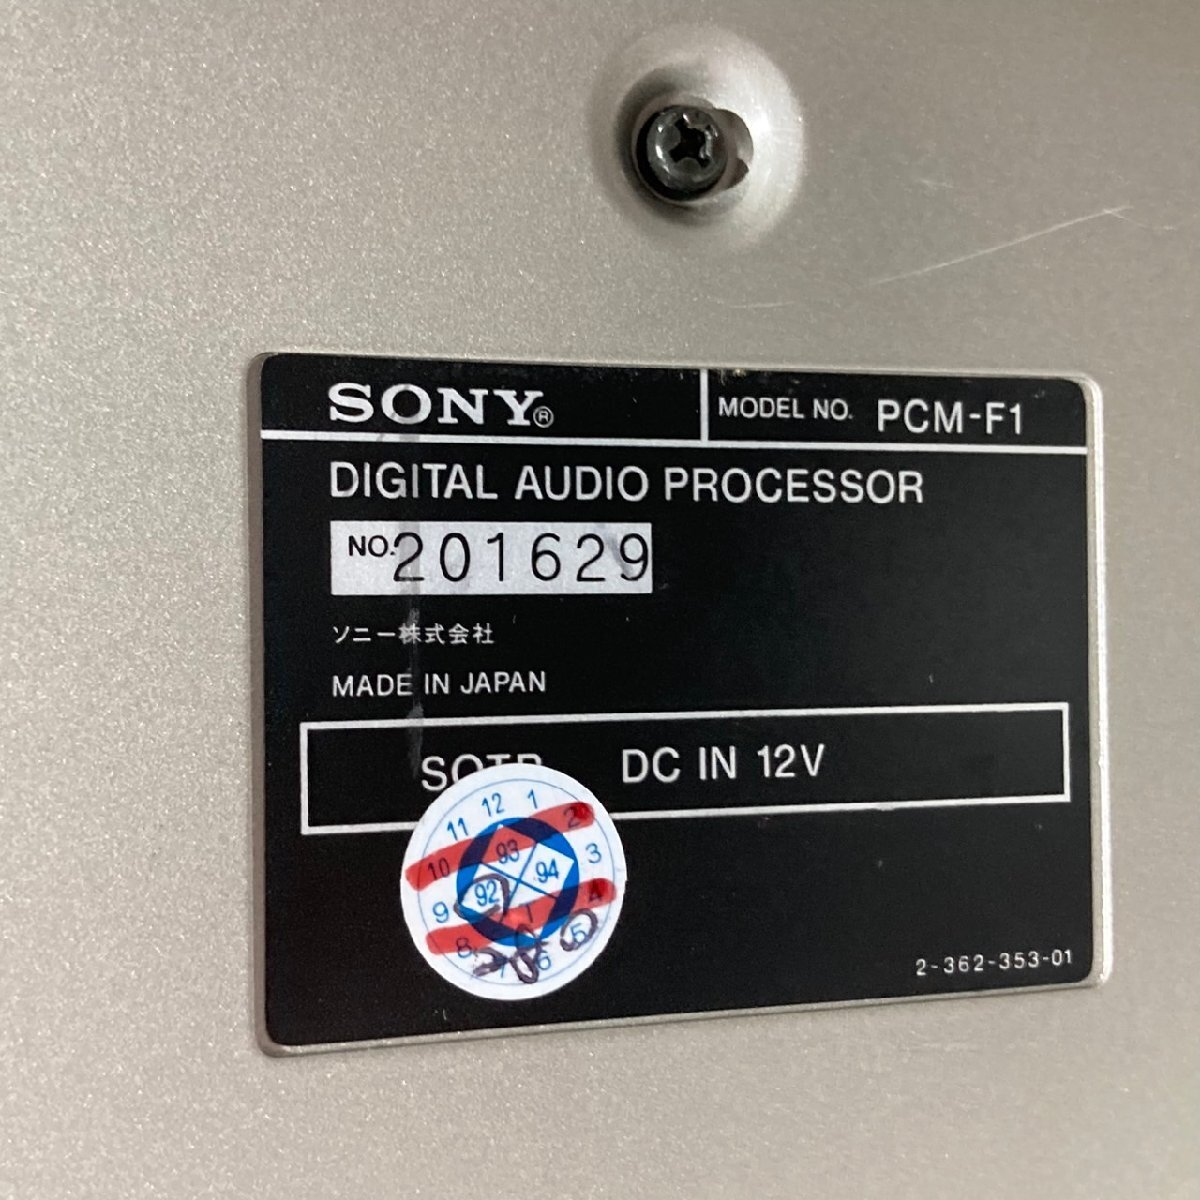 SONY®
MODEL NO. PCM-F1
DIGITAL AUDIO PROCESSOR
NO. 201629
ソニー株式会社
MADE IN JAPAN
DC IN 12V
12 1 2 3 4 5 6 7 8 9 10 11
93 94 92
2-362-353-01